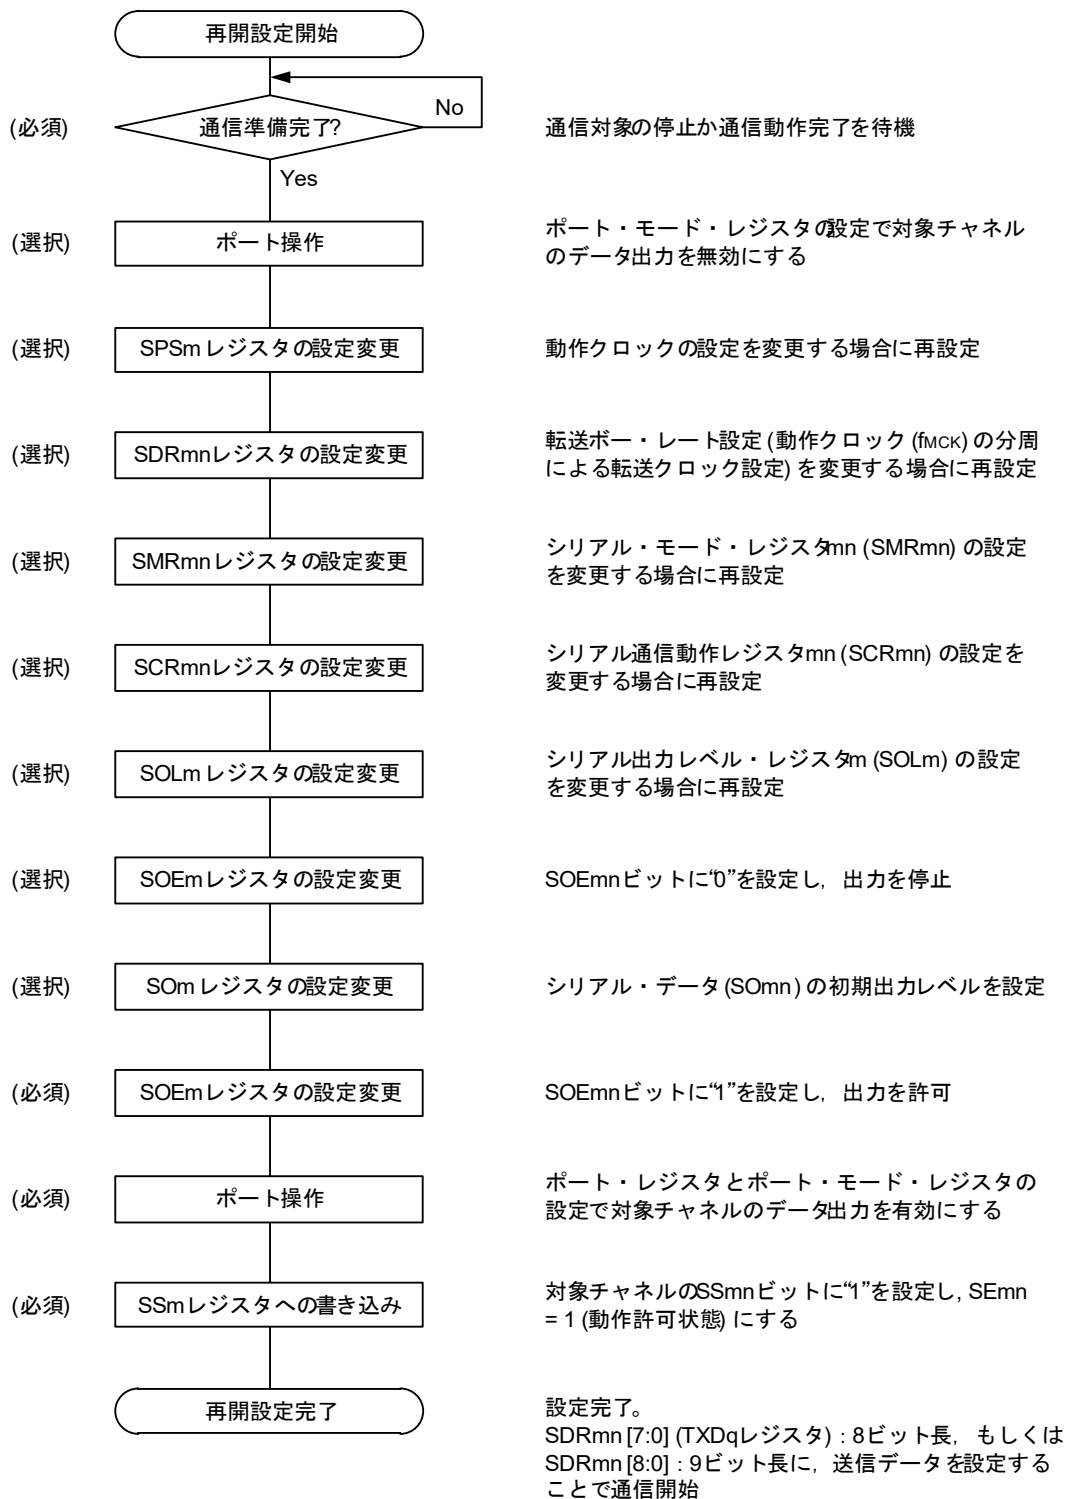 再開設定開始
No
(必須)
通信準備完了?
通信対象の停止か通信動作完了を待機
Yes
(選択)
ポート操作
ポート・モード・レジスタの設定で対象チャネル
のデータ出力を無効にする
(選択)
SPSm レジスタの設定変更
動作クロックの設定を変更する場合に再設定
(選択)
SDRmnレジスタの設定変更
転送ボー・レート設定 (動作クロック (fMCK) の分周
による転送クロック設定) を変更する場合に再設定
(選択)
SMRmnレジスタの設定変更
シリアル・モード・レジスタmn (SMRmn) の設定
を変更する場合に再設定
(選択)
SCRmnレジスタの設定変更
シリアル通信動作レジスタmn (SCRmn) の設定を
変更する場合に再設定
(選択)
SOLm レジスタの設定変更
シリアル出力レベル・レジスタm (SOLm) の設定
を変更する場合に再設定
(選択)
SOEmレジスタの設定変更
SOEmnビットに“0”を設定し, 出力を停止
(選択)
SOm レジスタの設定変更
シリアル・データ (SOmn ) の初期出力レベルを設定
(必須)
SOEmレジスタの設定変更
SOEmnビットに“1”を設定し, 出力を許可
(必須)
ポート操作
ポート・レジスタとポート・モード・レジスタの
設定で対象チャネルのデータ出力を有効にする
(必須)
SSmレジスタへの書き込み
対象チャネルのSSmnビットに“1”を設定し, SEmn
= 1 (動作許可状態) にする
再開設定完了
設定完了。
SDRmn [7:0] (TXDqレジスタ) : 8ビット長, もしくは
SDRmn [8:0] : 9ビット長に, 送信データを設定する
ことで通信開始